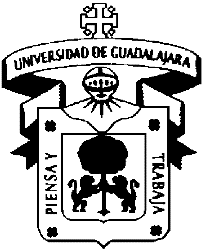 UNIVERSIDAD DE GUADALAJARA
PIENSA Y
TRABAJA